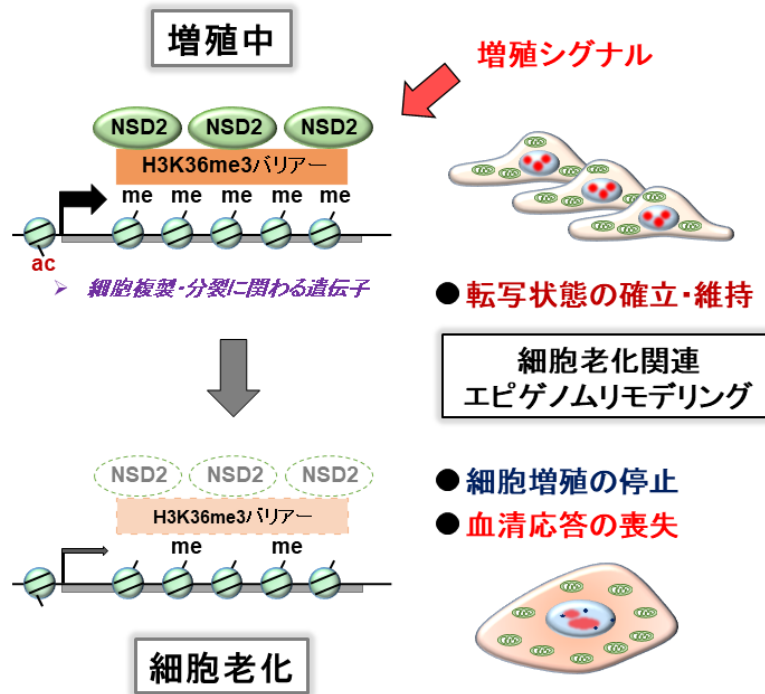 増殖中
増殖シグナル
NSD2 NSD2 NSD2
H3K36me3バリアー
me me me me me
ac
細胞複製・分裂に関わる遺伝子
●転写状態の確立・維持
細胞老化関連
エピゲノムリモデリング
NSD2 NSD2 NSD2
H3K36me3バリアー
me me
●細胞増殖の停止
●血清応答の喪失
細胞老化